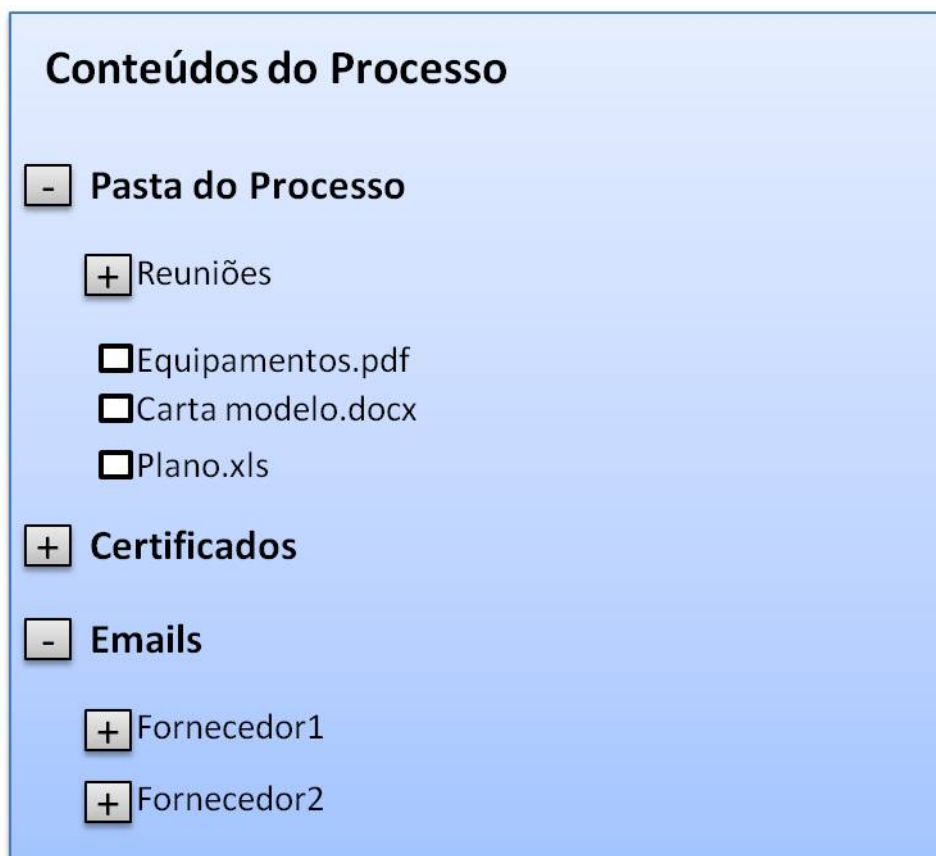 Conteúdos do Processo
- Pasta do Processo
+ Reuniões
Equipamentos.pdf
Carta modelo.docx
Plano.xls
+ Certificados
- Emails
+ Fornecedor1
+ Fornecedor2